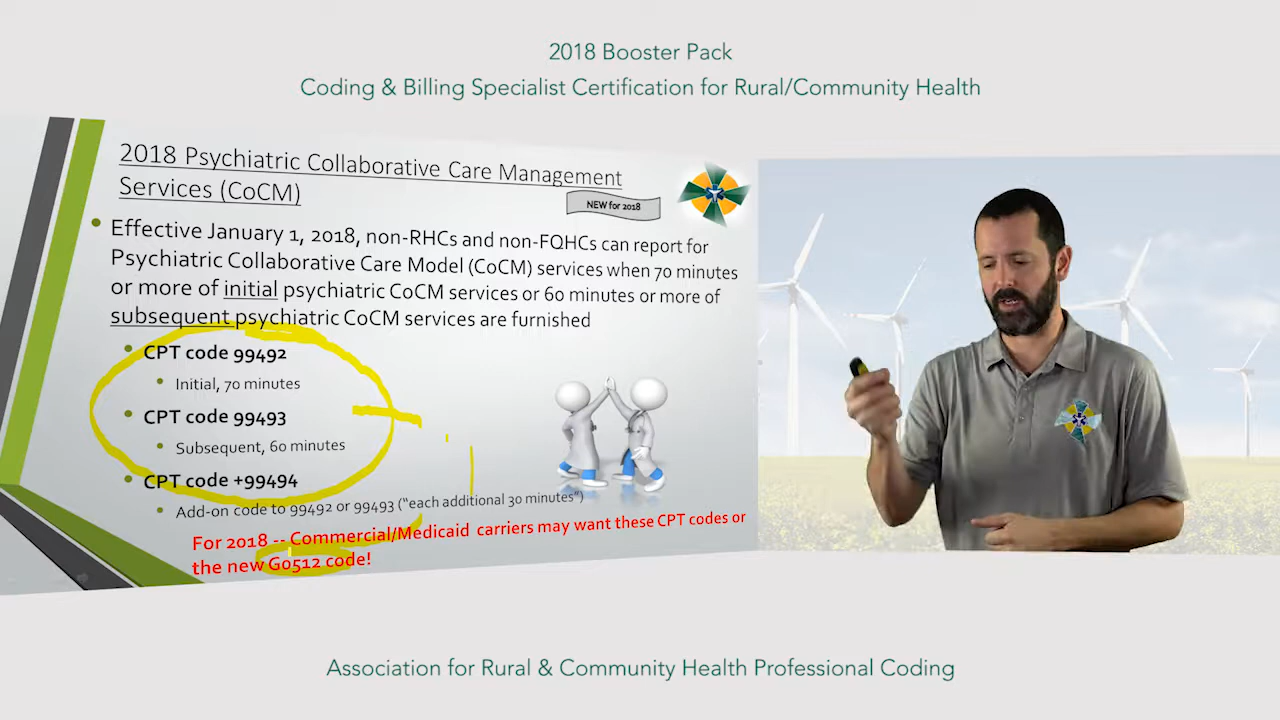 2018 Booster Pack
Coding & Billing Specialist Certification for Rural/Community Health
2018 Psychiatric Collaborative Care Management
Services (CoCM)
NEW for 2018
• Effective January 1, 2018, non-RHCs and non-FQHCs can report for
Psychiatric Collaborative Care Model (CoCM) services when 70 minutes
or more of initial psychiatric CoCM services or 60 minutes or more of
subsequent psychiatric CoCM services are furnished
• CPT code 99492
• Initial, 70 minutes
• CPT code 99493
• Subsequent, 60 minutes
• CPT code +99494
• Add-on code to 99492 or 99493 ("each additional 30 minutes")
For 2018 -- Commercial/Medicaid carriers may want these CPT codes or
the new G0512 code!
Association for Rural & Community Health Professional Coding